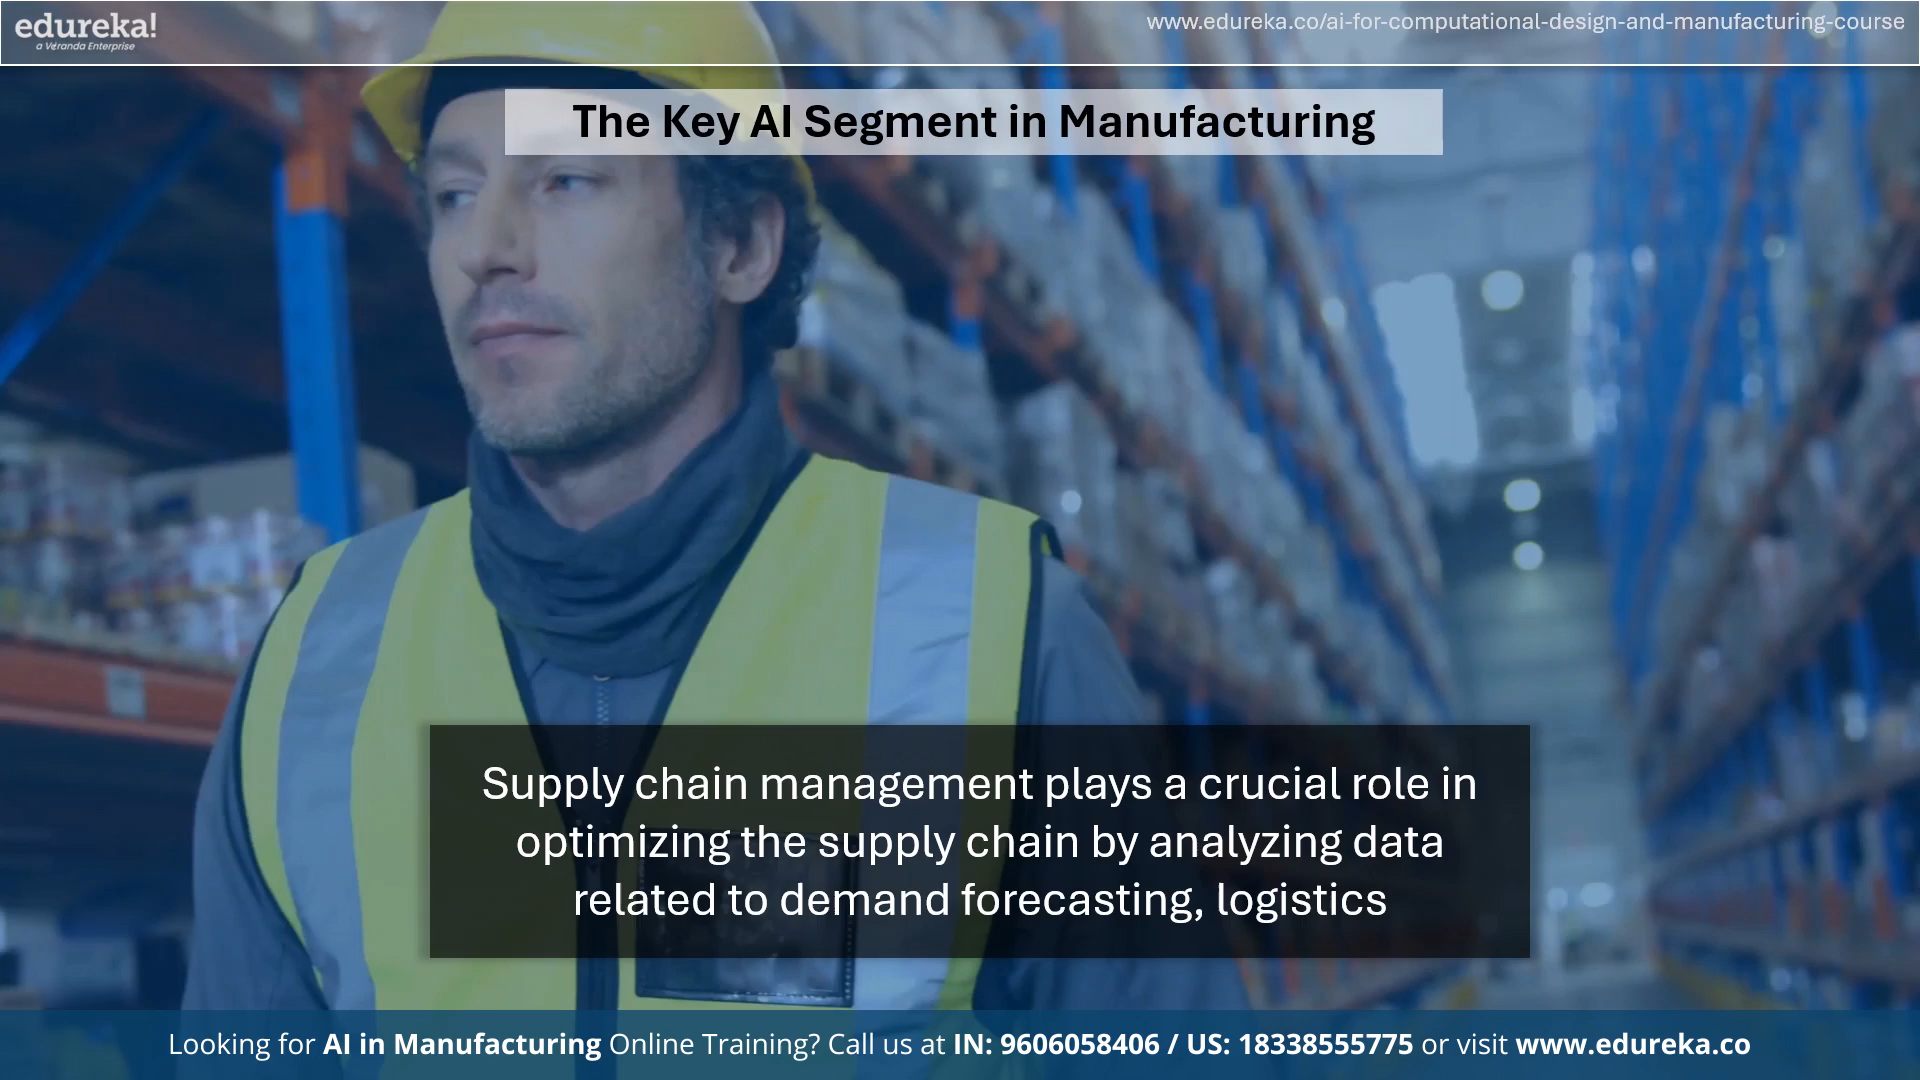 edureka!
a Veranda Enterprise
www.edureka.co/ai-for-computational-design-and-manufacturing-course
The Key AI Segment in Manufacturing
Supply chain management plays a crucial role in
optimizing the supply chain by analyzing data
related to demand forecasting, logistics
Looking for AI in Manufacturing Online Training? Call us at IN: 9606058406 / US: 18338555775 or visit www.edureka.co